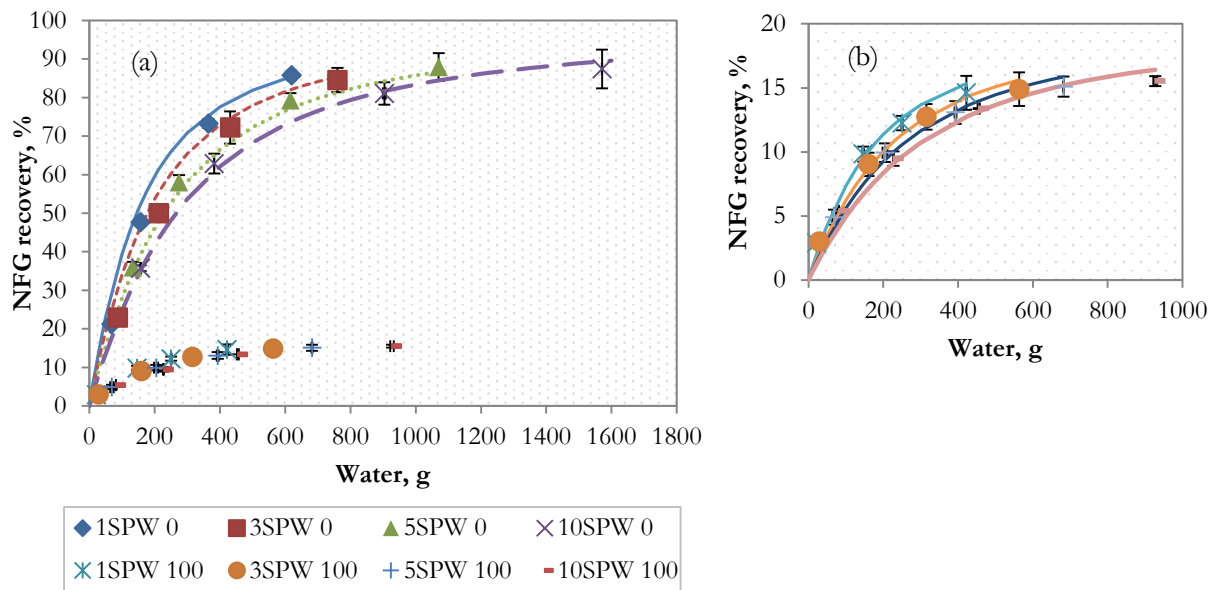 (a)
NFG recovery, %
100
90
80
70
60
50
40
30
20
10
0
0 200 400 600 800 1000 1200 1400 1600 1800
Water, g
(b)
NFG recovery, %
20
15
10
5
0
0 200 400 600 800 1000
Water, g
1SPW 0 3SPW 0 5SPW 0 10SPW 0
1SPW 100 3SPW 100 5SPW 100 10SPW 100